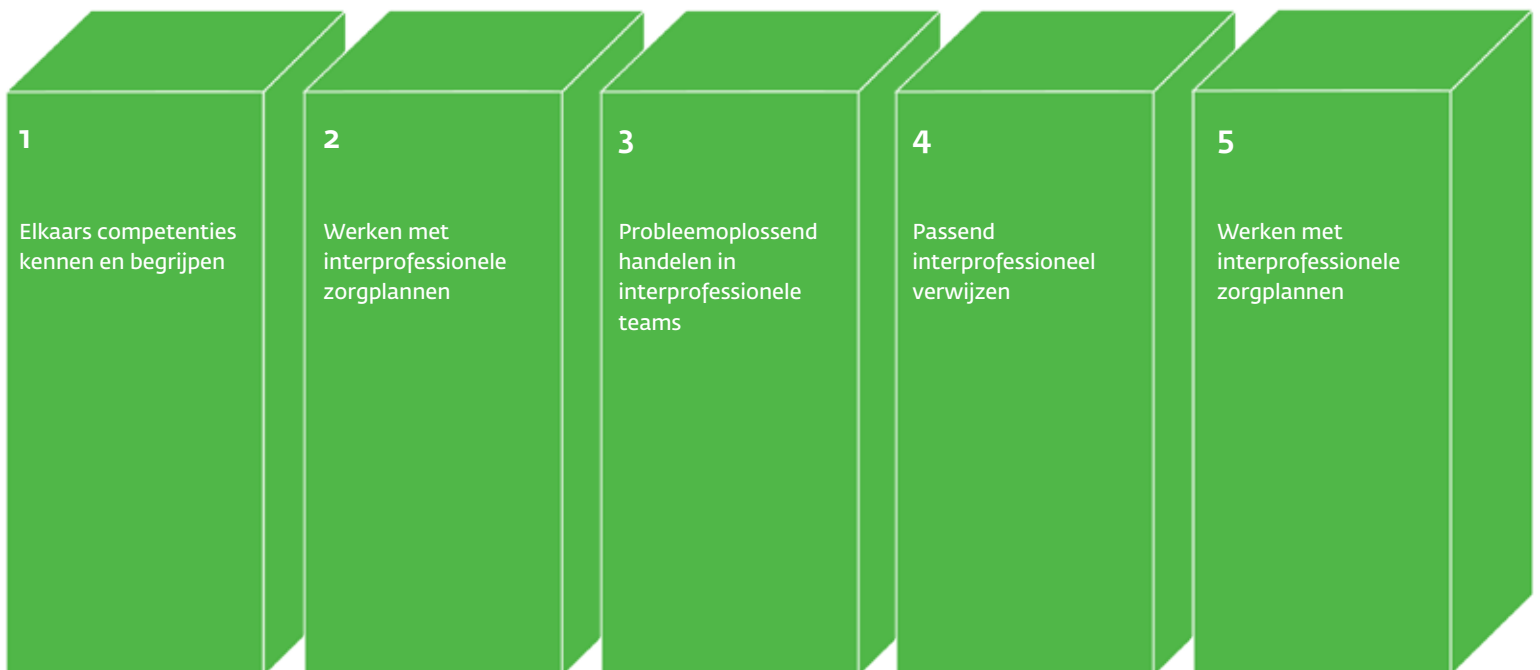 1
Elkaars competenties
kennen en begrijpen
2
Werken met
interprofessionele
zorgplannen
3
Probleemoplossend
handelen in
interprofessionele
teams
4
Passend
interprofessioneel
verwijzen
5
Werken met
interprofessionele
zorgplannen